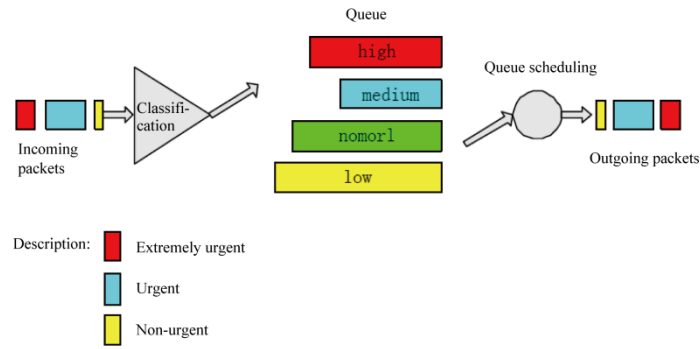 Queue
high
Queue scheduling
medium
Classifi-
cation
nomorl
Incoming
packets
Outgoing packets
low
Description:
Extremely urgent
Urgent
Non-urgent